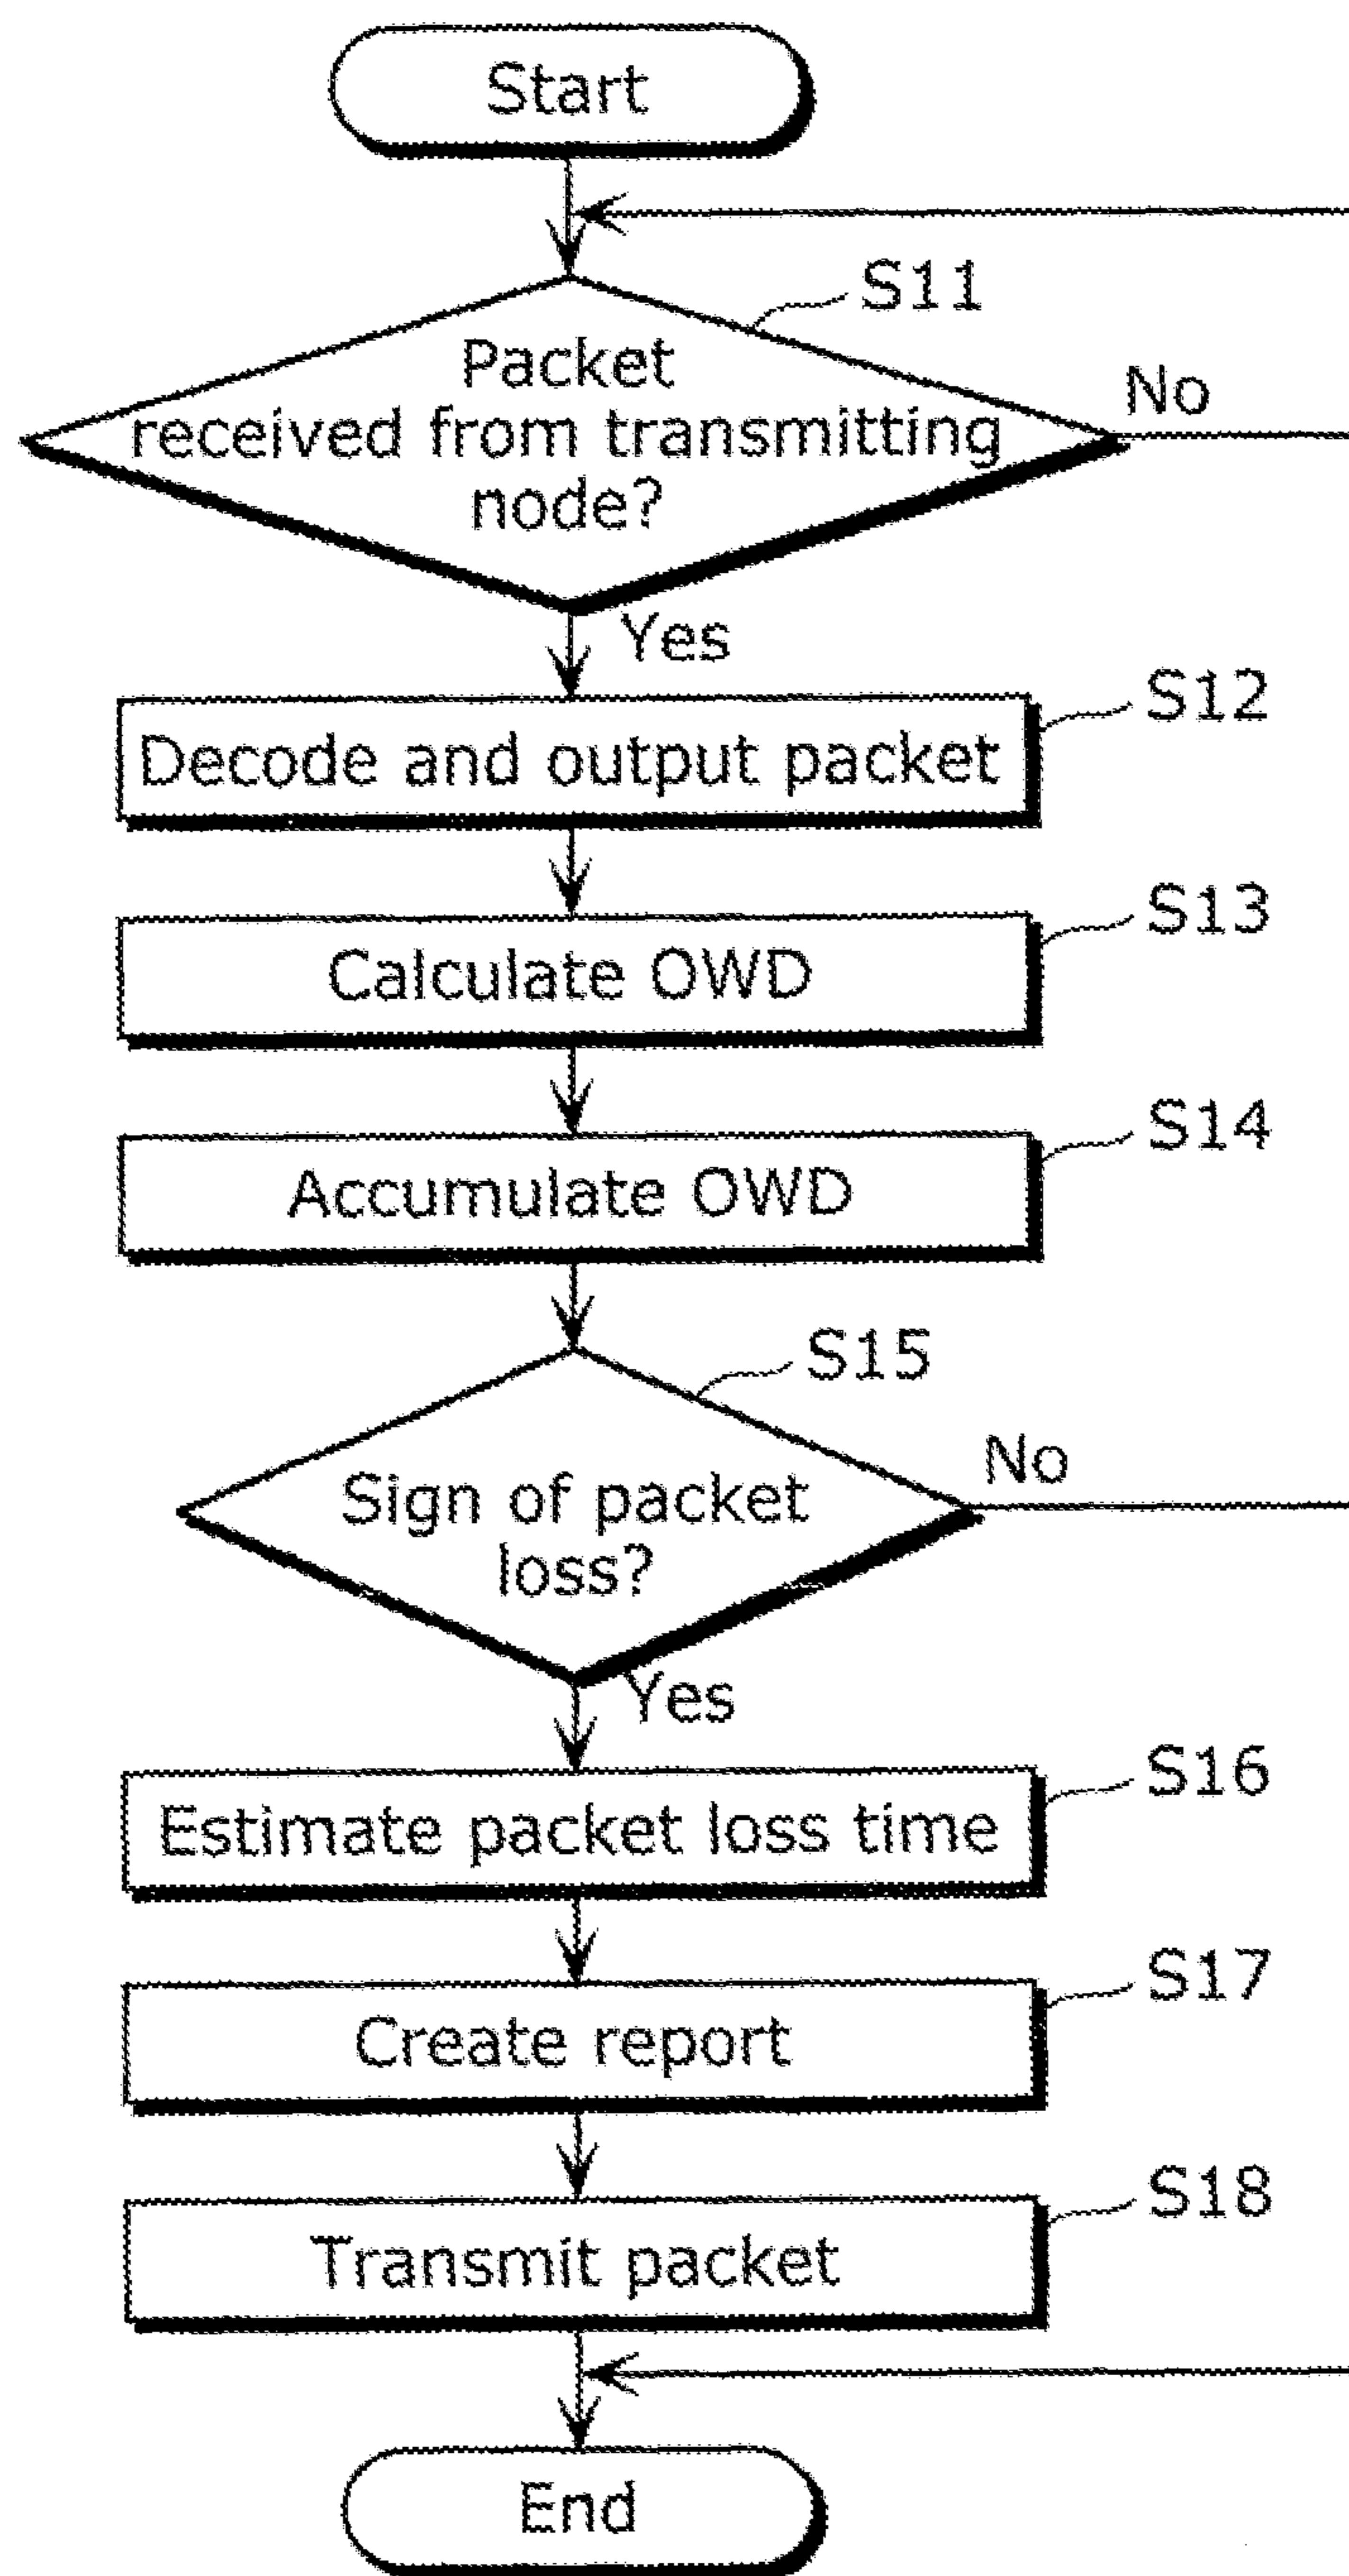 Start
S11
Packet
received from transmitting
node?
No
Yes
S12
Decode and output packet
S13
Calculate OWD
S14
Accumulate OWD
S15
Sign of packet
loss?
No
Yes
S16
Estimate packet loss time
S17
Create report
S18
Transmit packet
End